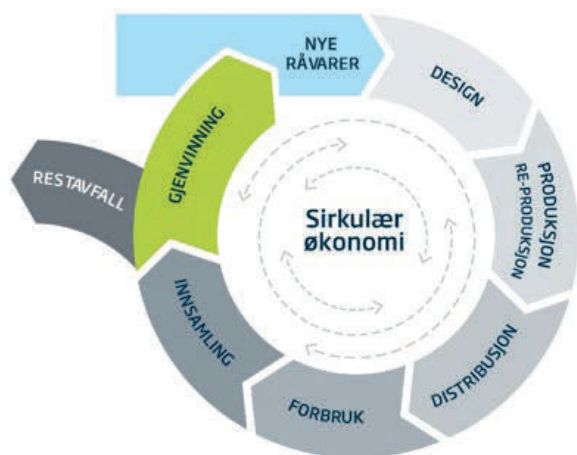 NYE
RÅVARER
DESIGN
PRODUKSJON
RE-PRODUKSJON
DISTRIBUSJON
FORBRUK
INNSAMLING
GJENVINNING
RESTAVFALL
Sirkulær
økonomi